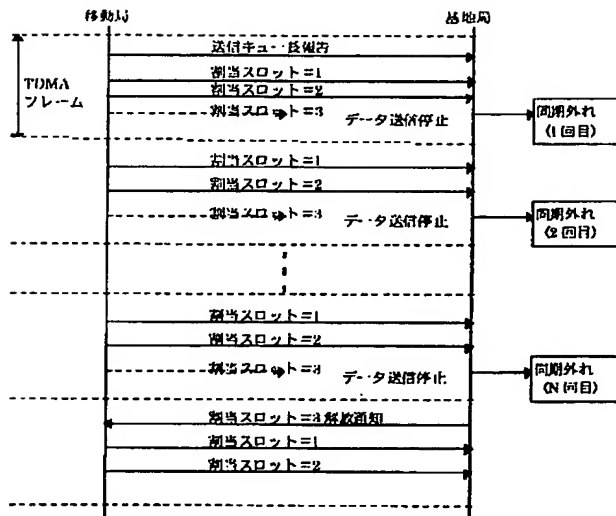 移動局
基地局
送信キュー長報告
TDMA
フレーム
割当スロット=1
割当スロット=2
割当スロット=3
データ送信停止
同期外れ
(1回目)
割当スロット=1
割当スロット=2
割当スロット=3
データ送信停止
同期外れ
(2回目)
割当スロット=1
割当スロット=2
割当スロット=3
データ送信停止
同期外れ
(N回目)
割当スロット=3 解放通知
割当スロット=1
割当スロット=2